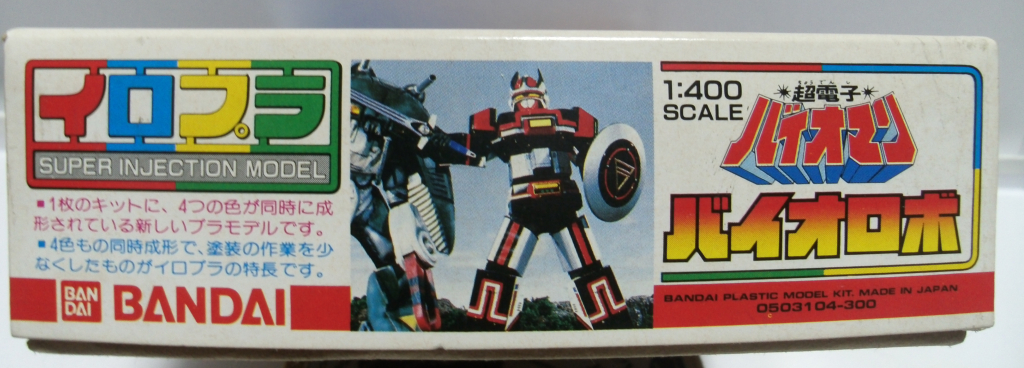 イロプラ
SUPER INJECTION MODEL
■1枚のキットに、4つの色が同時に成
形されている新しいプラモデルです。
■4色もの同時成形で、塗装の作業を少
なくしたものがイロプラの特長です。
BAN
DAI
BANDAI
1:400
SCALE
超電子
バイオマン
バイオロボ
BANDAI PLASTIC MODEL KIT. MADE IN JAPAN
0503104-300